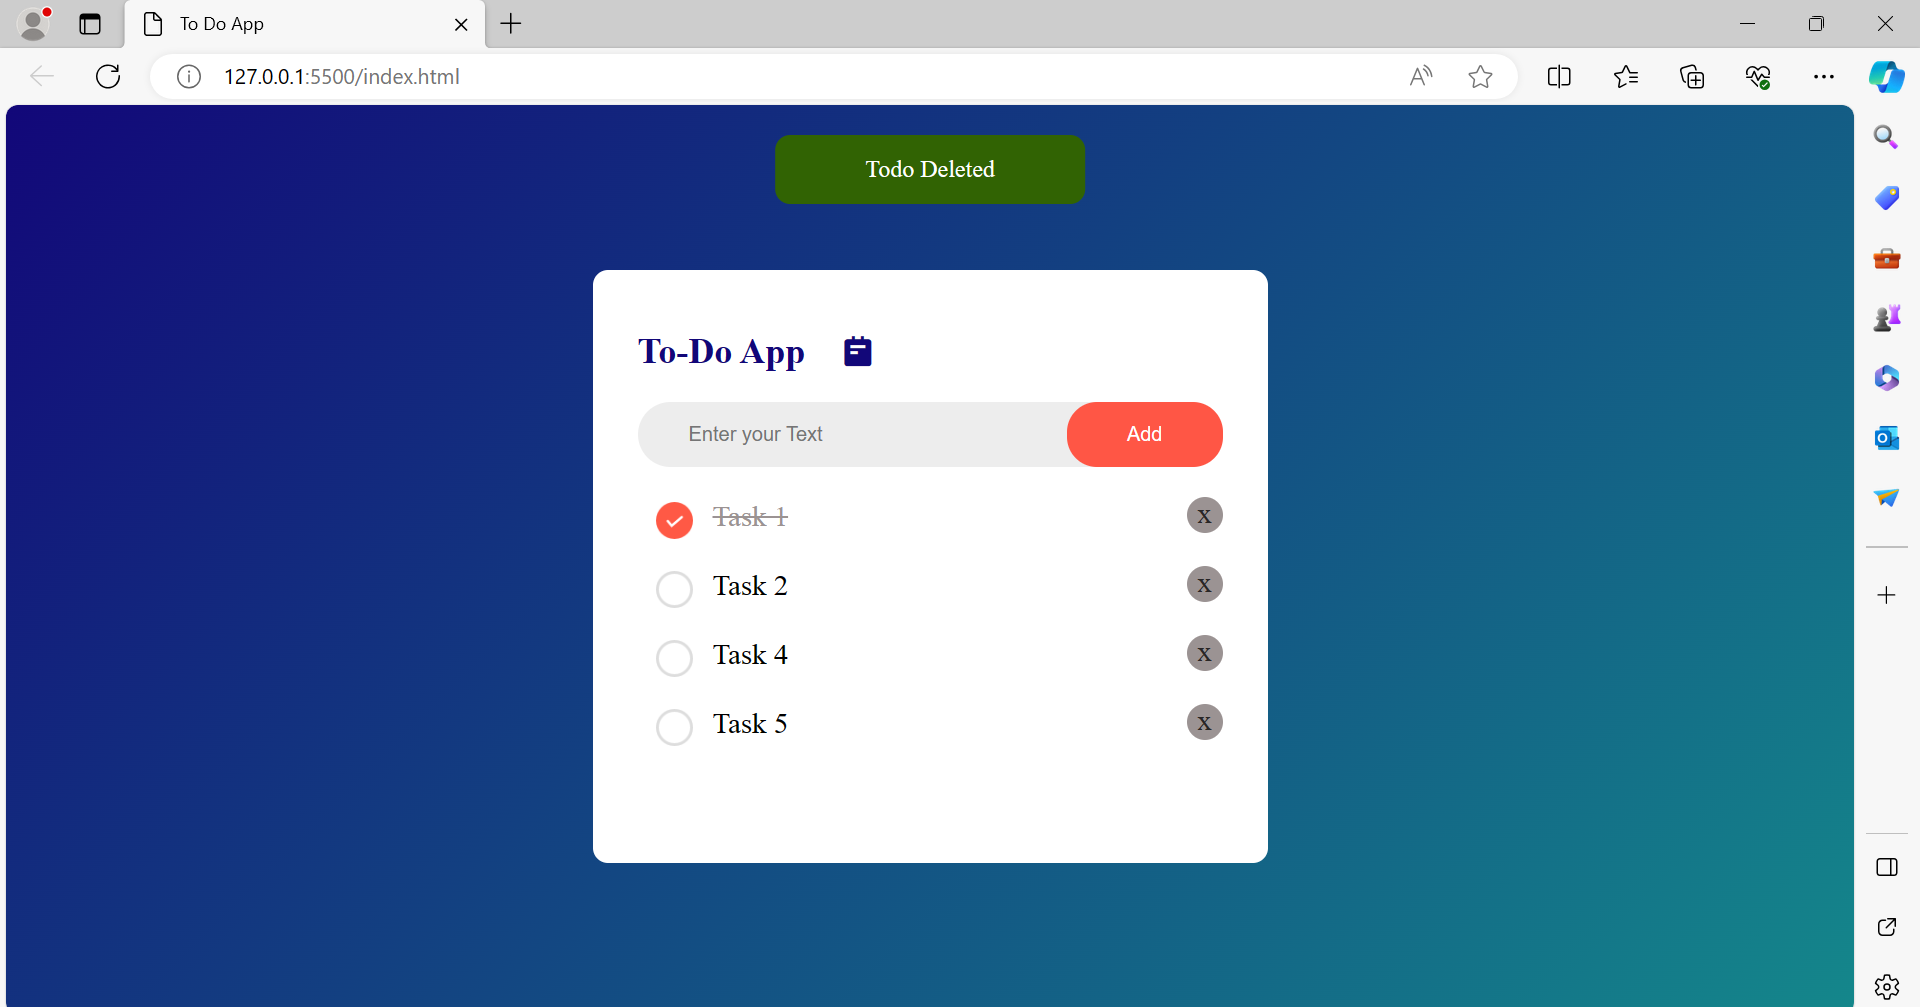 To Do App
127.0.0.1:5500/index.html
Todo Deleted
To-Do App
Enter your Text Add
Task 1 x
Task 2 x
Task 4 x
Task 5 x